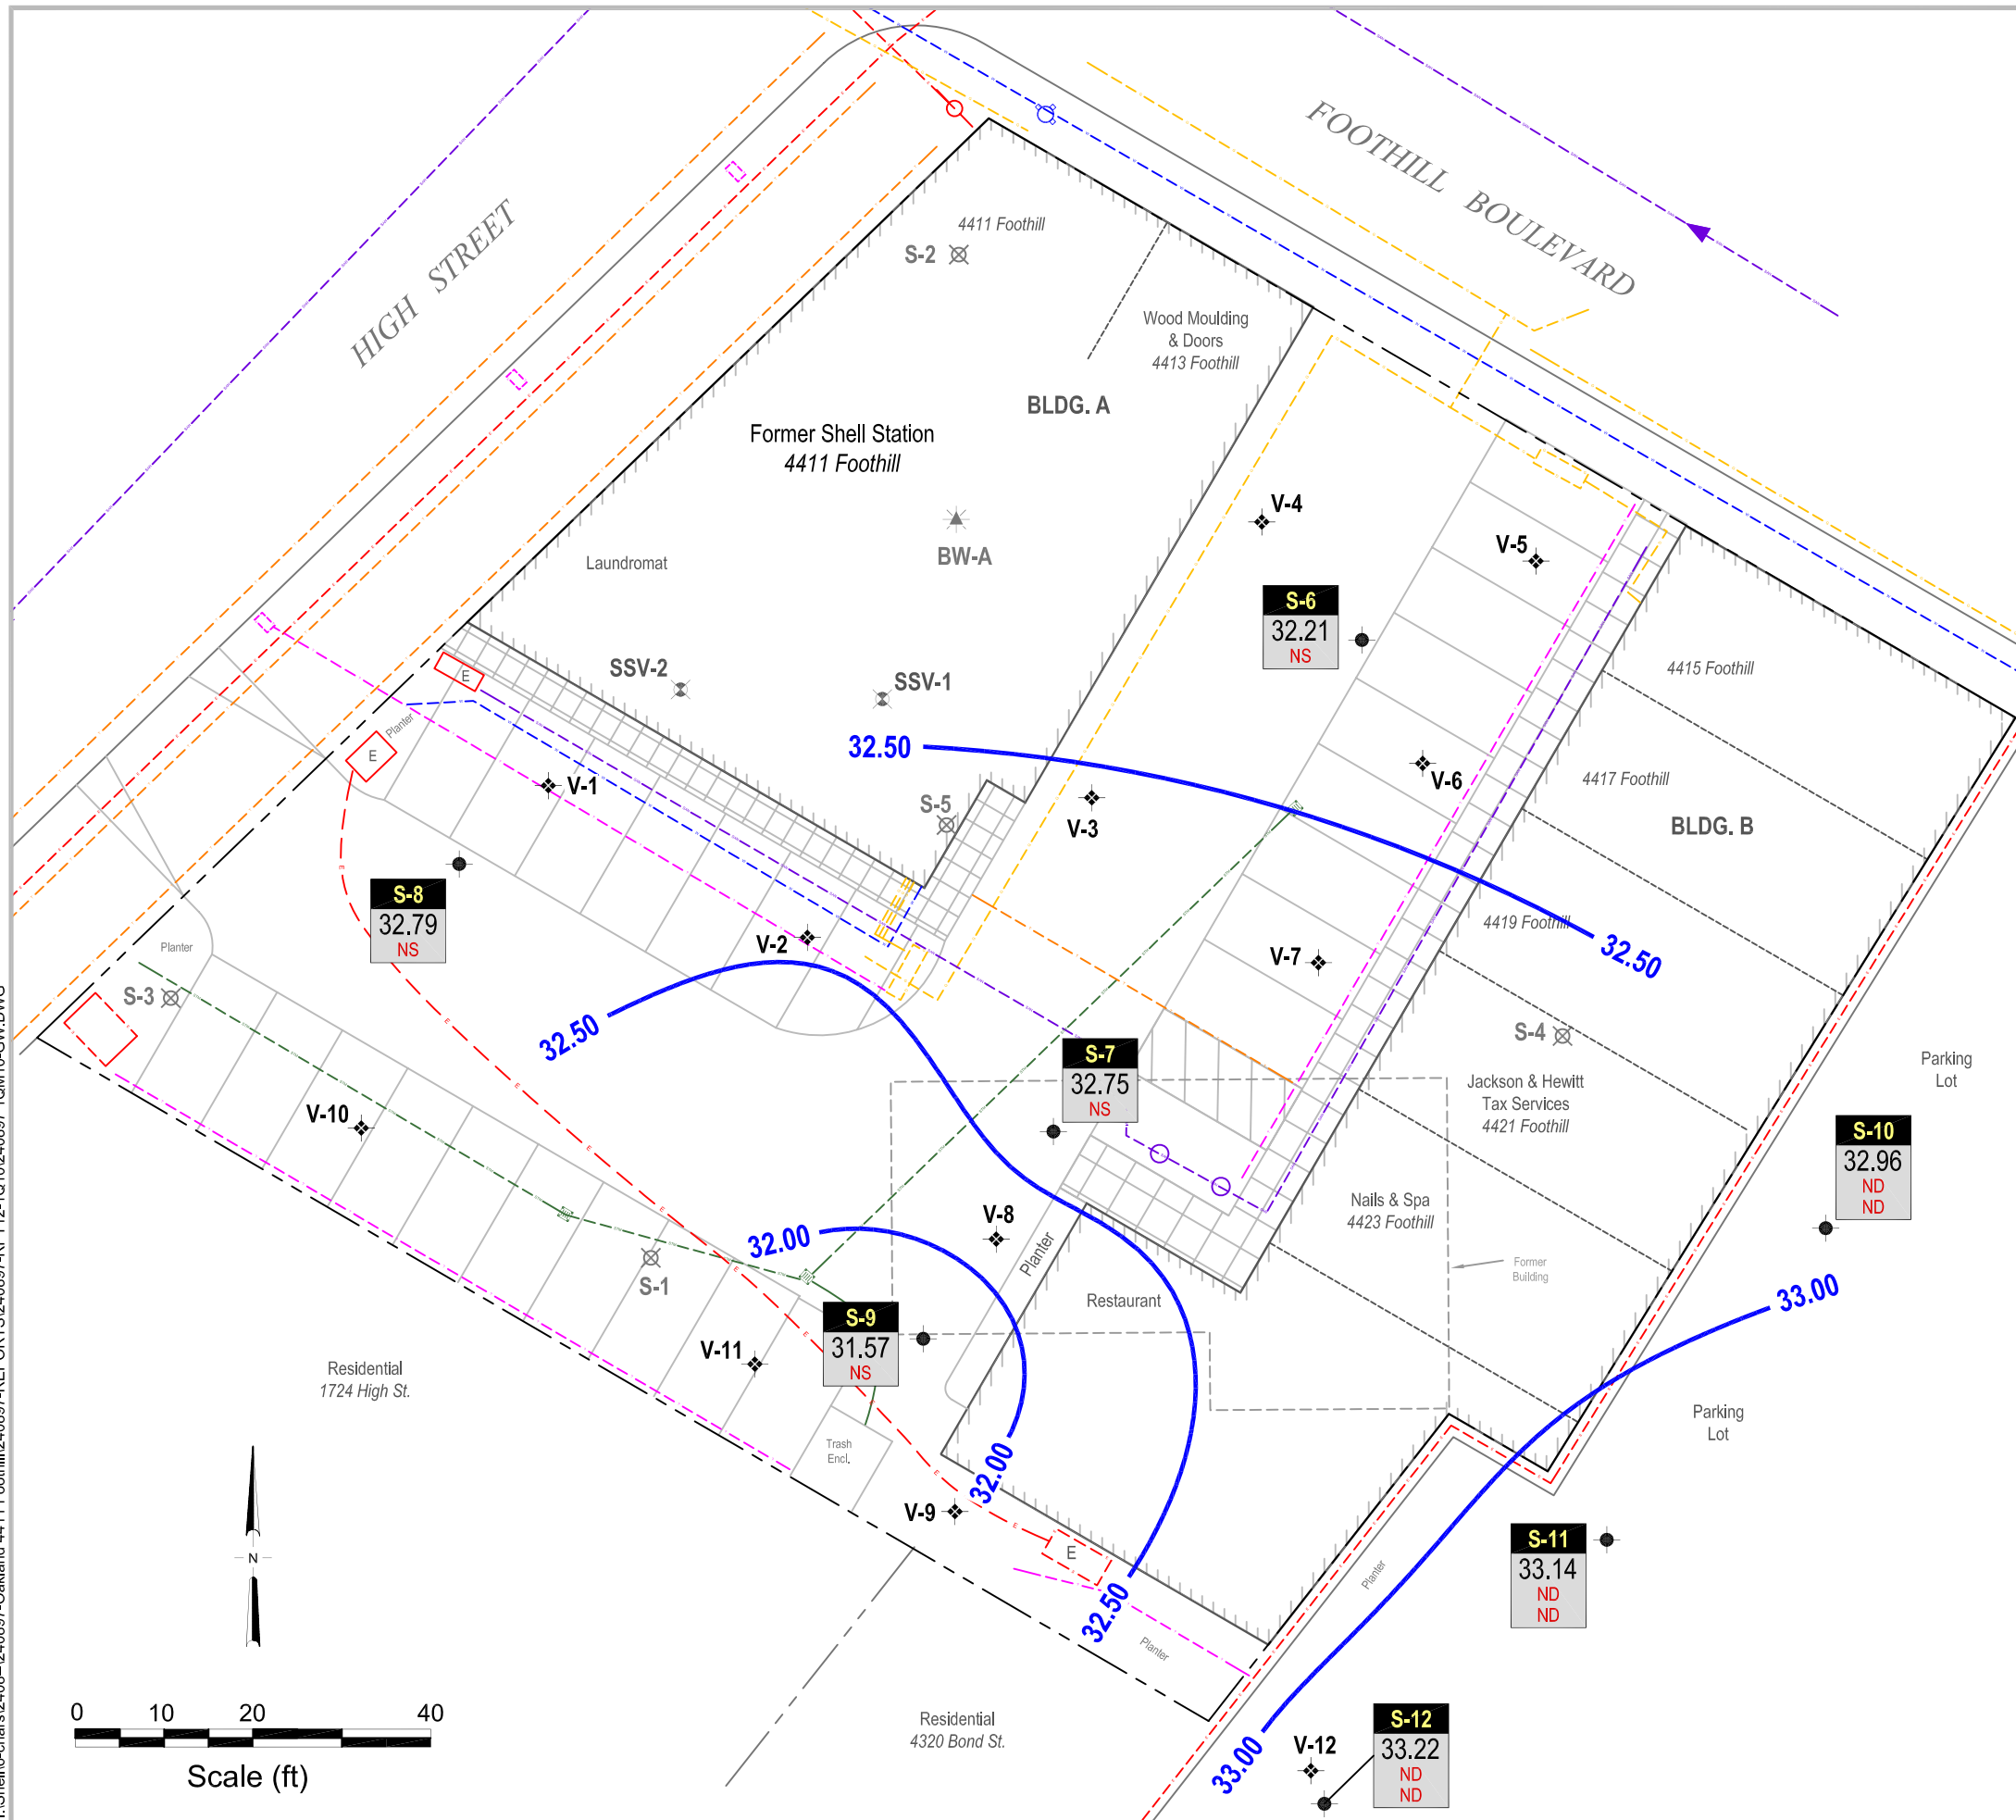 HIGH STREET
FOOTHILL BOULEVARD
4411 Foothill
S-2
Wood Moulding
& Doors
4413 Foothill
BLDG. A
Former Shell Station
4411 Foothill
BW-A
Laundromat
V-4
V-5
S-6
32.21
NS
4415 Foothill
SSV-2
SSV-1
E
Planter
E
32.50
V-1
S-5
V-3
V-6
4417 Foothill
BLDG. B
S-8
32.79
NS
V-2
4419 Foothill
32.50
V-7
Planter
S-3
32.50
S-4
S-7
32.75
NS
Jackson & Hewitt
Tax Services
4421 Foothill
Parking
Lot
V-10
S-10
32.96
ND
ND
V-8
32.00
Planter
Nails & Spa
4423 Foothill
Former
Building
S-1
Restaurant
33.00
S-9
31.57
NS
V-11
Residential
1724 High St.
Parking
Lot
Trash
Encl.
32.00
V-9
E
N
32.50
Planter
Planter
S-11
33.14
ND
ND
0 10 20 40
Scale (ft)
Residential
4320 Bond St.
33.00
V-12
S-12
33.22
ND
ND